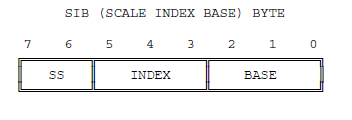 SIB (SCALE INDEX BASE) BYTE
7 6 5 4 3 2 1 0
SS INDEX BASE